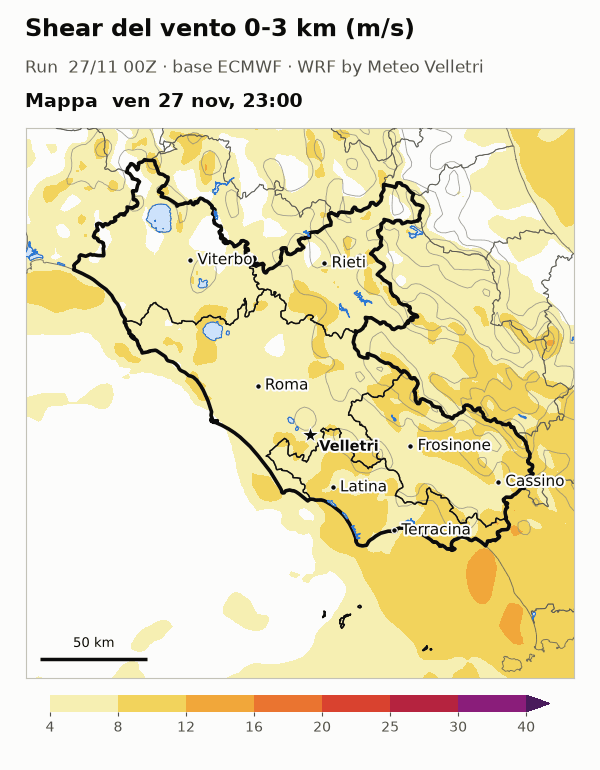 Shear del vento 0-3 km (m/s)
Run  27/11 00Z · base ECMWF · WRF by Meteo Velletri
Mappa  ven 27 nov, 23:00
Viterbo
Rieti
Roma
Velletri
Frosinone
Cassino
Latina
Terracina
50 km
4 8 12 16 20 25 30 40